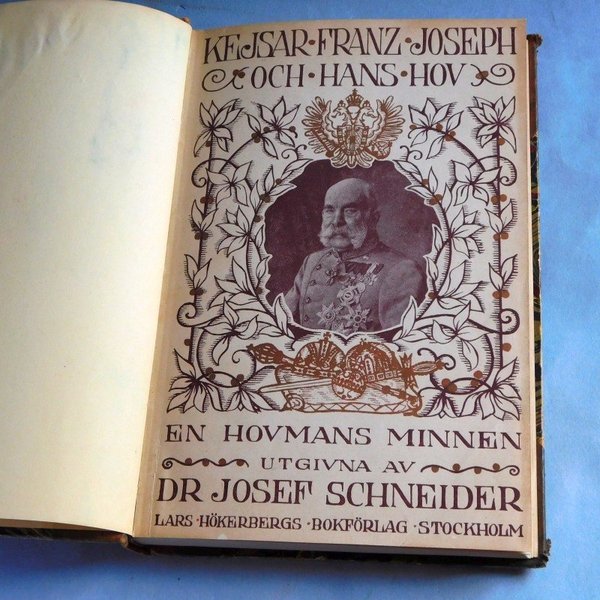 KEJSAR·FRANZ·JOSEPH
OCH·HANS·HOV
EN HOVMANS MINNEN
UTGIVNA AV
DR JOSEF SCHNEIDER
LARS·HÖKERBERGS·BOKFÖRLAG·STOCKHOLM